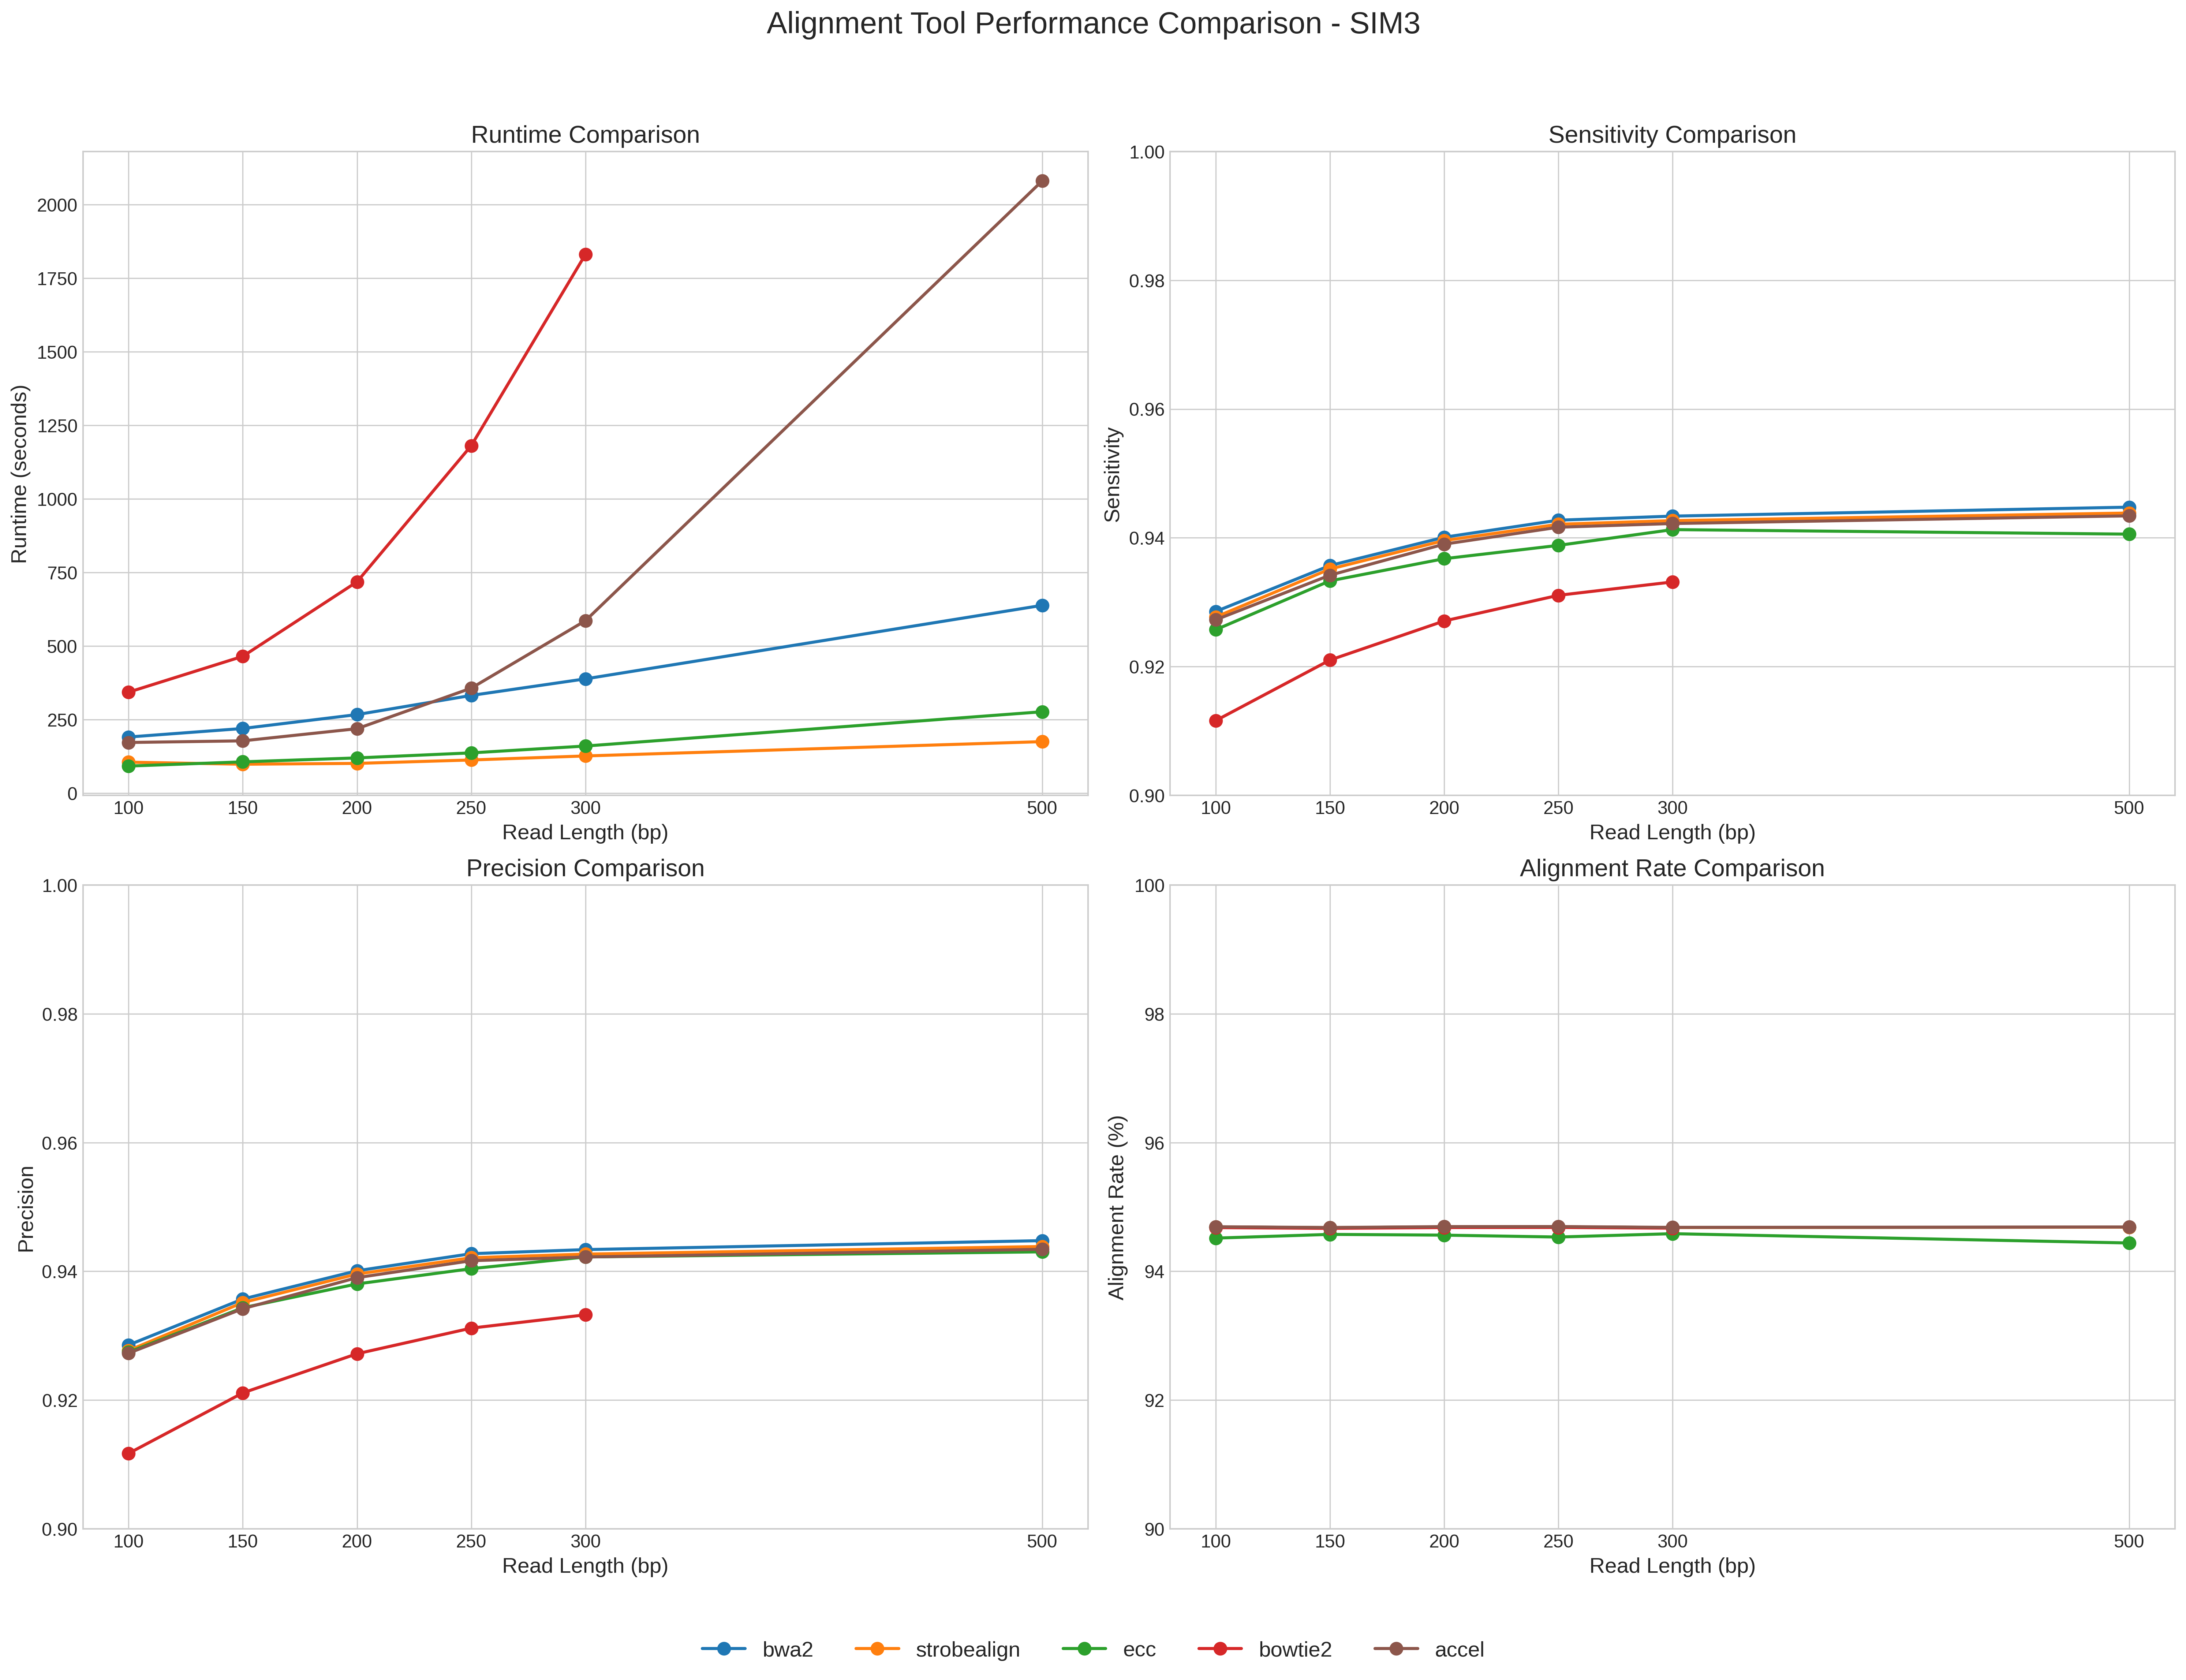 Alignment Tool Performance Comparison - SIM3
Runtime Comparison
Runtime (seconds)
2000
1750
1500
1250
1000
750
500
250
0
100 150 200 250 300 500
Read Length (bp)
Sensitivity Comparison
Sensitivity
1.00
0.98
0.96
0.94
0.92
0.90
100 150 200 250 300 500
Read Length (bp)
Precision Comparison
Precision
1.00
0.98
0.96
0.94
0.92
0.90
100 150 200 250 300 500
Read Length (bp)
Alignment Rate Comparison
Alignment Rate (%)
100
98
96
94
92
90
100 150 200 250 300 500
Read Length (bp)
bwa2 strobealign ecc bowtie2 accel